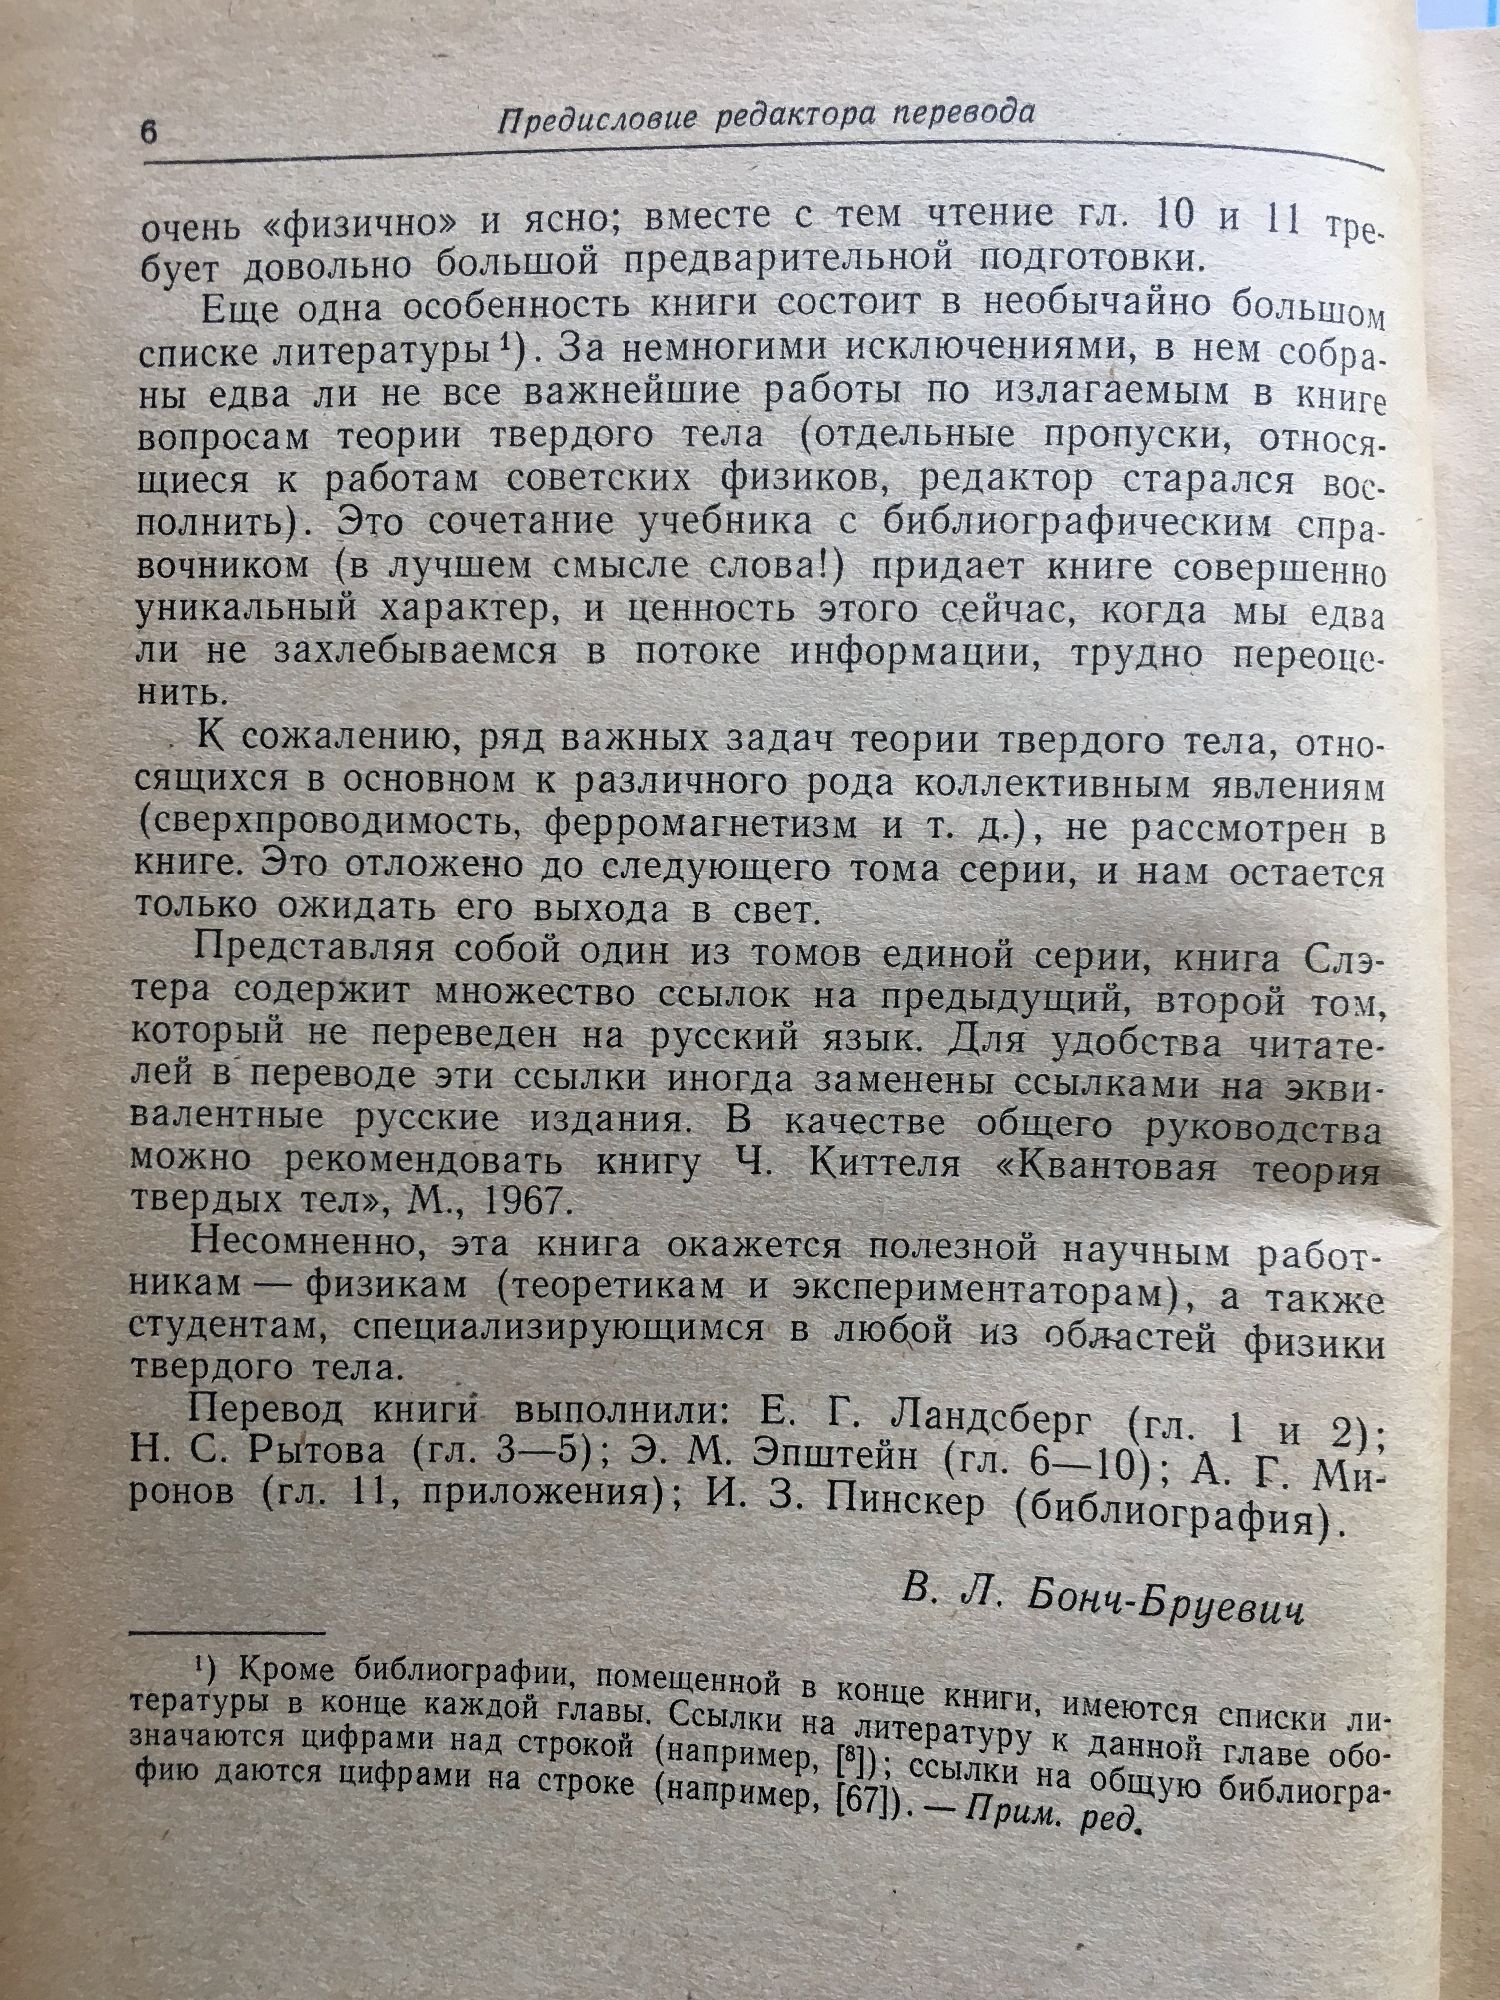 6
Предисловие редактора перевода
очень «физично» и ясно; вместе с тем чтение гл. 10 и 11 тре-
бует довольно большой предварительной подготовки.
Еще одна особенность книги состоит в необычайно большом
списке литературы ¹). За немногими исключениями, в нем собра-
ны едва ли не все важнейшие работы по излагаемым в книге
вопросам теории твердого тела (отдельные пропуски, относя-
щиеся к работам советских физиков, редактор старался вос-
полнить). Это сочетание учебника с библиографическим спра-
вочником (в лучшем смысле слова!) придает книге совершенно
уникальный характер, и ценность этого сейчас, когда мы едва
ли не захлебываемся в потоке информации, трудно переоце-
нить.
К сожалению, ряд важных задач теории твердого тела, отно-
сящихся в основном к различного рода коллективным явлениям
(сверхпроводимость, ферромагнетизм и т. д.), не рассмотрен в
книге. Это отложено до следующего тома серии, и нам остается
только ожидать его выхода в свет.
Представляя собой один из томов единой серии, книга Слэ-
тера содержит множество ссылок на предыдущий, второй том,
который не переведен на русский язык. Для удобства читате-
лей в переводе эти ссылки иногда заменены ссылками на экви-
валентные русские издания. В качестве общего руководства
можно рекомендовать книгу Ч. Киттеля «Квантовая теория
твердых тел», М., 1967.
Несомненно, эта книга окажется полезной научным работ-
никам — физикам (теоретикам и экспериментаторам), а также
студентам, специализирующимся в любой из областей физики
твердого тела.
Перевод книги выполнили: Е. Г. Ландсберг (гл. 1 и 2);
Н. С. Рытова (гл. 3—5); Э. М. Эпштейн (гл. 6—10); А. Г. Ми-
ронов (гл. 11, приложения); И. З. Пинскер (библиография).
В. Л. Бонч-Бруевич
¹) Кроме библиографии, помещенной в конце книги, имеются списки ли-
тературы в конце каждой главы. Ссылки на литературу к данной главе обо-
значаются цифрами над строкой (например, [⁸]); ссылки на общую библиогра-
фию даются цифрами на строке (например, [67]). — Прим. ред.